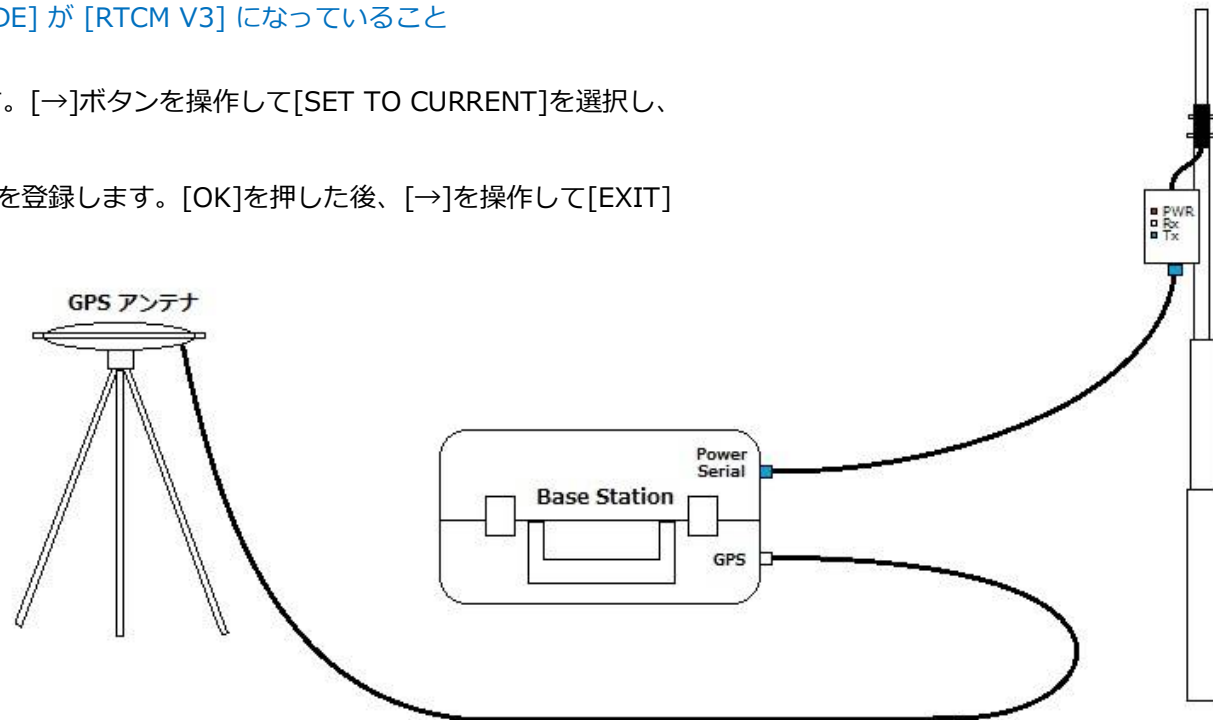 DE] が [RTCM V3] になっていること
。[→]ボタンを操作して[SET TO CURRENT]を選択し、
を登録します。[OK]を押した後、[→]を操作して[EXIT]
PWR
Rx
Tx
GPS アンテナ
Power
Serial
Base Station
GPS